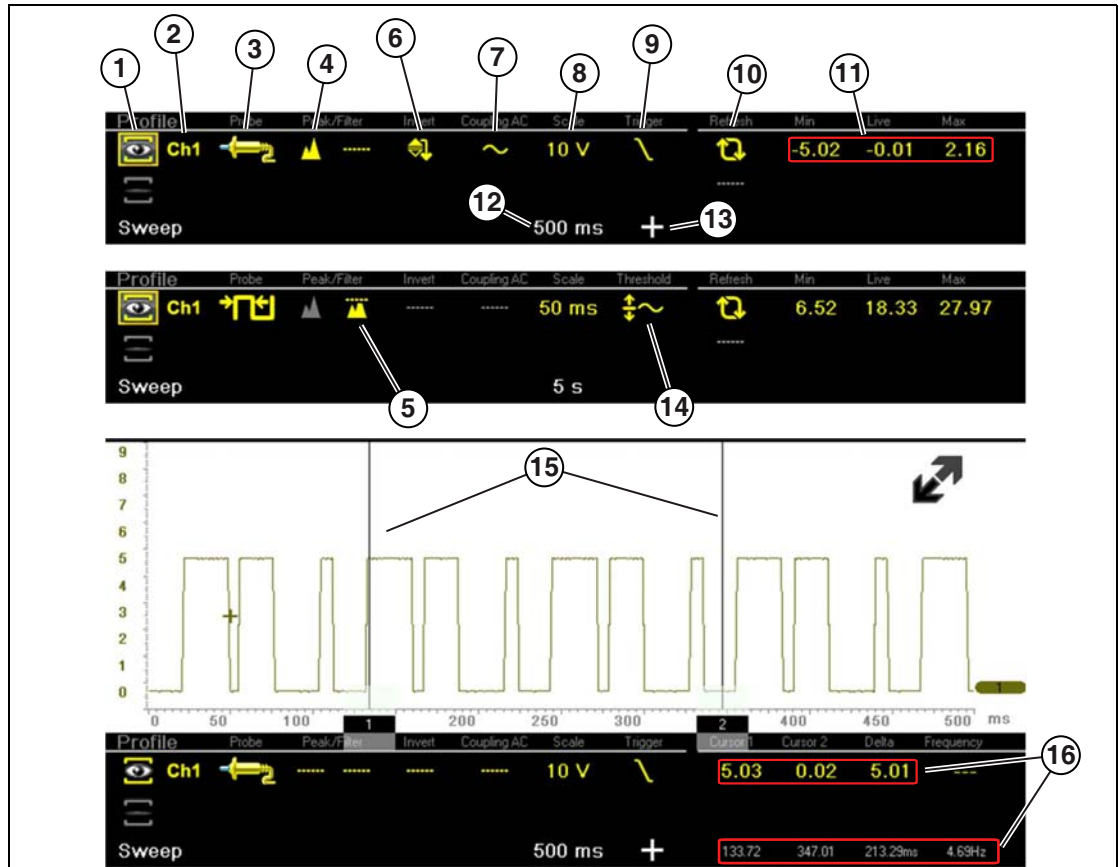 1 2 3 4 6 7 8 9 10 11
Profile Probe Peak/Filter Invert Coupling AC Scale Trigger Refresh Min Live Max
Ch1 ------ 10 V -5.02 -0.01 2.16
------
12 13
Sweep 500 ms +
Profile Probe Peak/Filter Invert Coupling AC Scale Threshold Refresh Min Live Max
Ch1 ------ ------ 50 ms 6.52 18.33 27.97
------
Sweep 5 s
5 14
9
8
7
6
5
4
3
2
1
0
15
1
0 50 100 200 250 300 400 450 500 ms
1 2
Profile Probe Peak/Filter Invert Coupling AC Scale Trigger Cursor 1 Cursor 2 Delta Frequency
Ch1 ------ ------ ------ ------ 10 V 5.03 0.02 5.01 ---
16
Sweep 500 ms + 133.72 347.01 213.29ms 4.69Hz